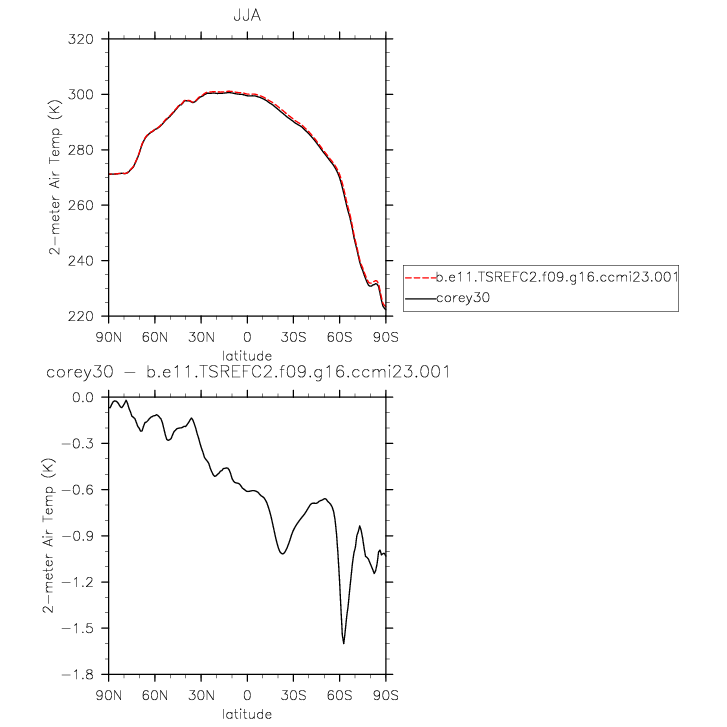 JJA
320
300
280
260
240
220
2-meter Air Temp (K)
90N 60N 30N 0 30S 60S 90S
latitude
b.e11.TSREFC2.f09.g16.ccmi23.001
corey30
corey30 - b.e11.TSREFC2.f09.g16.ccmi23.001
0.0
-0.3
-0.6
-0.9
-1.2
-1.5
-1.8
2-meter Air Temp (K)
90N 60N 30N 0 30S 60S 90S
latitude